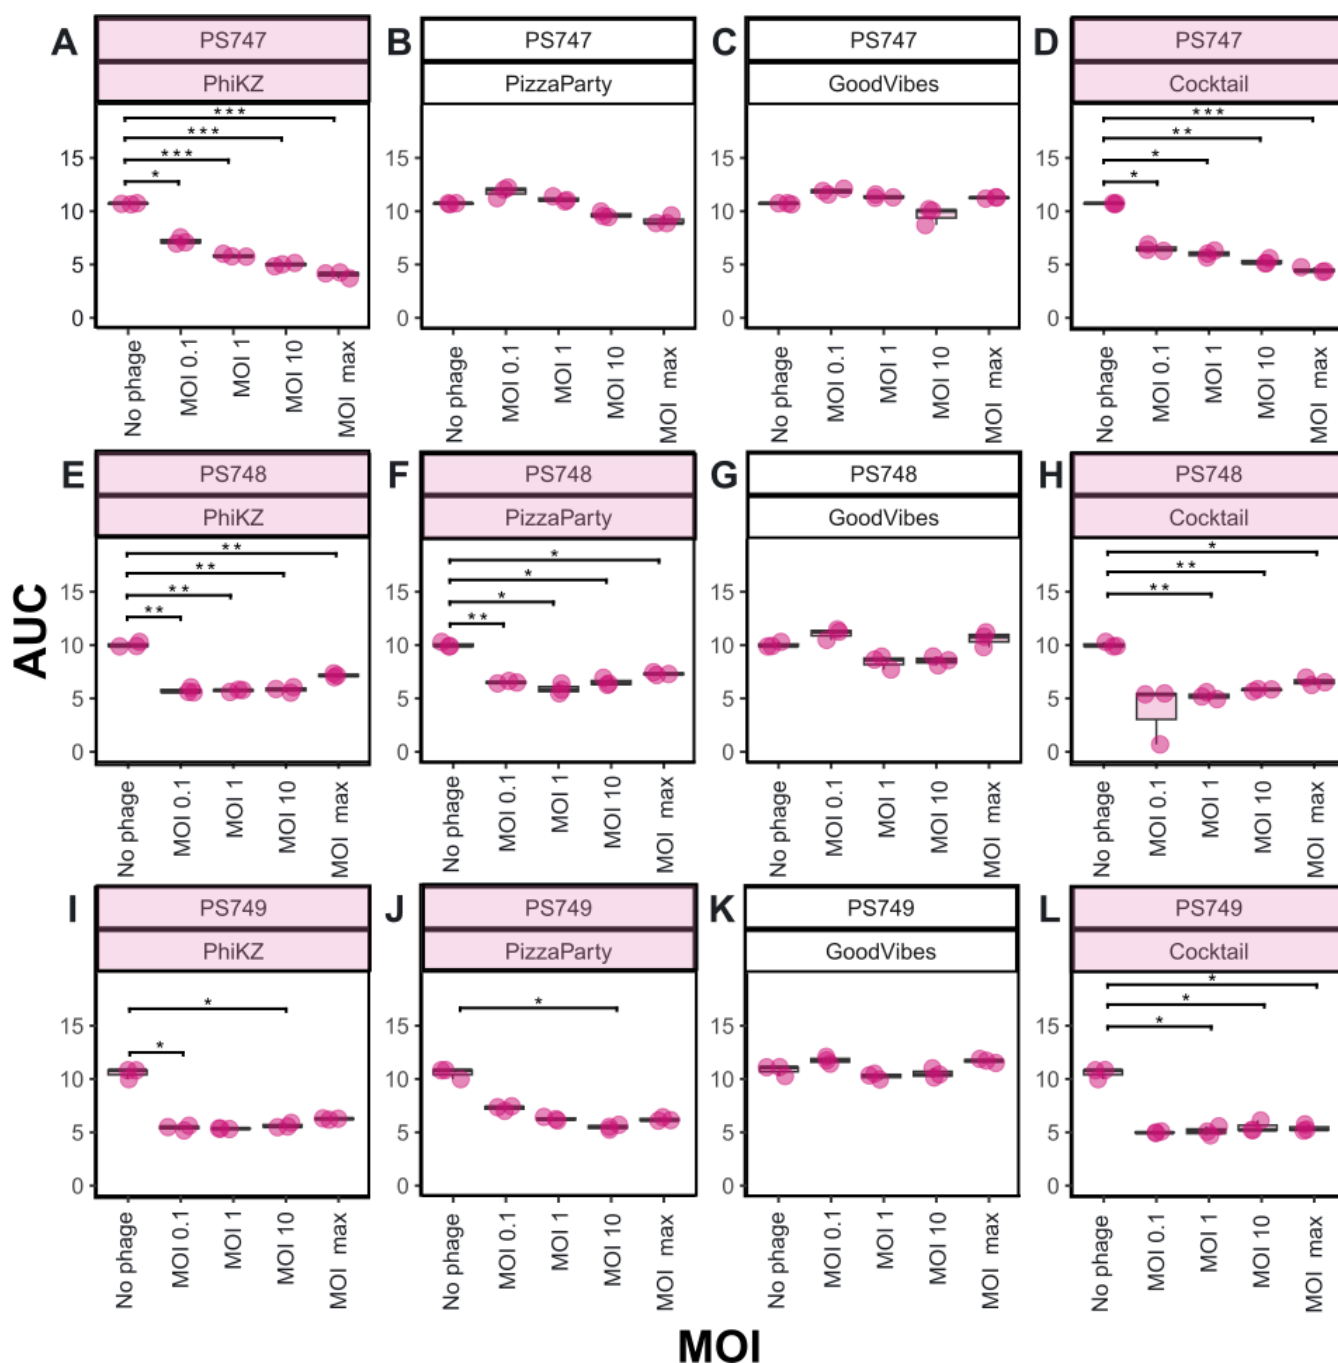 A PS747 B PS747 C PS747 D PS747
PhiKZ PizzaParty GoodVibes Cocktail
***
***
***
*
***
**
*
*
15 15 15 15
10 10 10 10
5 5 5 5
0 0 0 0
No phage MOI 0.1 MOI 1 MOI 10 MOI max No phage MOI 0.1 MOI 1 MOI 10 MOI max No phage MOI 0.1 MOI 1 MOI 10 MOI max No phage MOI 0.1 MOI 1 MOI 10 MOI max
E PS748 F PS748 G PS748 H PS748
PhiKZ PizzaParty GoodVibes Cocktail
**
**
**
**
*
*
*
**
*
**
**
15 15 15 15
10 10 10 10
5 5 5 5
0 0 0 0
No phage MOI 0.1 MOI 1 MOI 10 MOI max No phage MOI 0.1 MOI 1 MOI 10 MOI max No phage MOI 0.1 MOI 1 MOI 10 MOI max No phage MOI 0.1 MOI 1 MOI 10 MOI max
AUC
I PS749 J PS749 K PS749 L PS749
PhiKZ PizzaParty GoodVibes Cocktail
*
*
*
*
*
*
15 15 15 15
10 10 10 10
5 5 5 5
0 0 0 0
No phage MOI 0.1 MOI 1 MOI 10 MOI max No phage MOI 0.1 MOI 1 MOI 10 MOI max No phage MOI 0.1 MOI 1 MOI 10 MOI max No phage MOI 0.1 MOI 1 MOI 10 MOI max
MOI